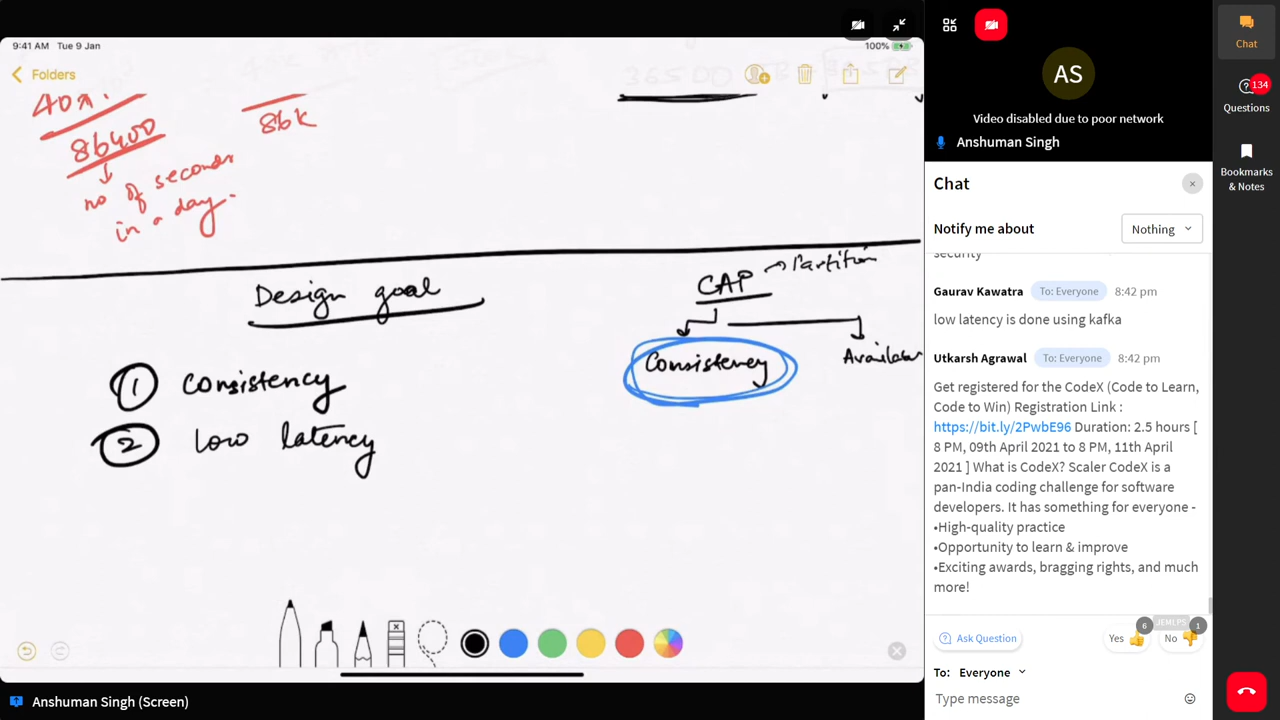 9:41 AM Tue 9 Jan
100%
Folders
36500
40
86400
86k
no of seconds
in a day.
Design goal
CAP → Partition
Consistency
① Consistency
② Low latency
Anshuman Singh (Screen)
AS
Video disabled due to poor network
Anshuman Singh
Chat
Notify me about
Nothing
security
Gaurav Kawatra To: Everyone 8:42 pm
low latency is done using kafka
Utkarsh Agrawal To: Everyone 8:42 pm
Get registered for the CodeX (Code to Learn,
Code to Win) Registration Link :
https://bit.ly/2PwbE96 Duration: 2.5 hours [
8 PM, 09th April 2021 to 8 PM, 11th April
2021 ] What is CodeX? Scaler CodeX is a
pan-India coding challenge for software
developers. It has something for everyone -
•High-quality practice
•Opportunity to learn & improve
•Exciting awards, bragging rights, and much
more!
6 JEMLPS 1
Ask Question
Yes
No
To: Everyone
Type message
Chat
134
Questions
Bookmarks
& Notes